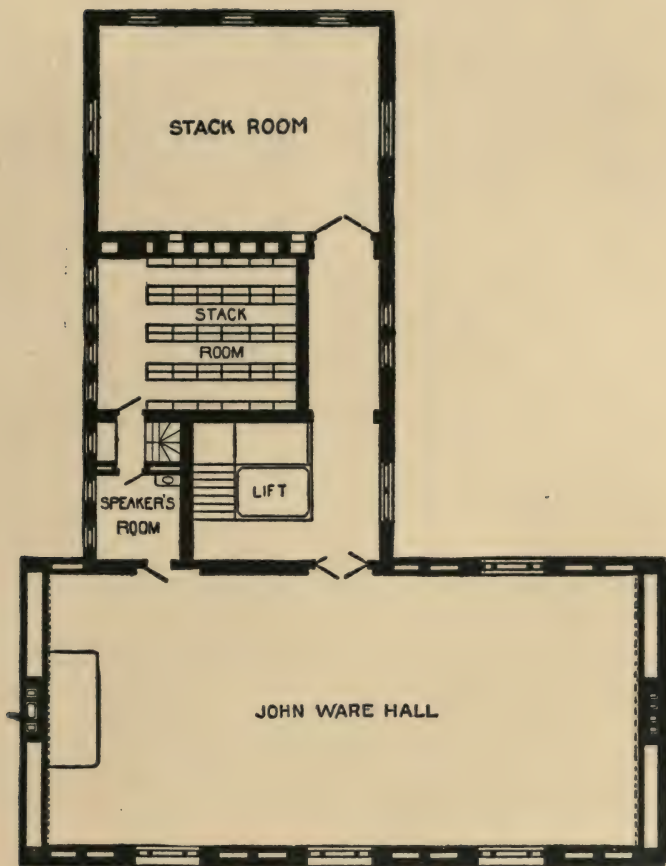 STACK ROOM
STACK
ROOM
SPEAKER'S
ROOM
LIFT
JOHN WARE HALL